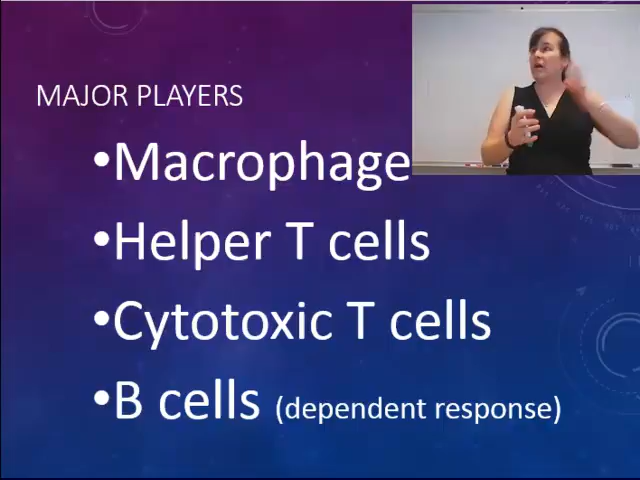 MAJOR PLAYERS
•Macrophage
•Helper T cells
•Cytotoxic T cells
•B cells (dependent response)